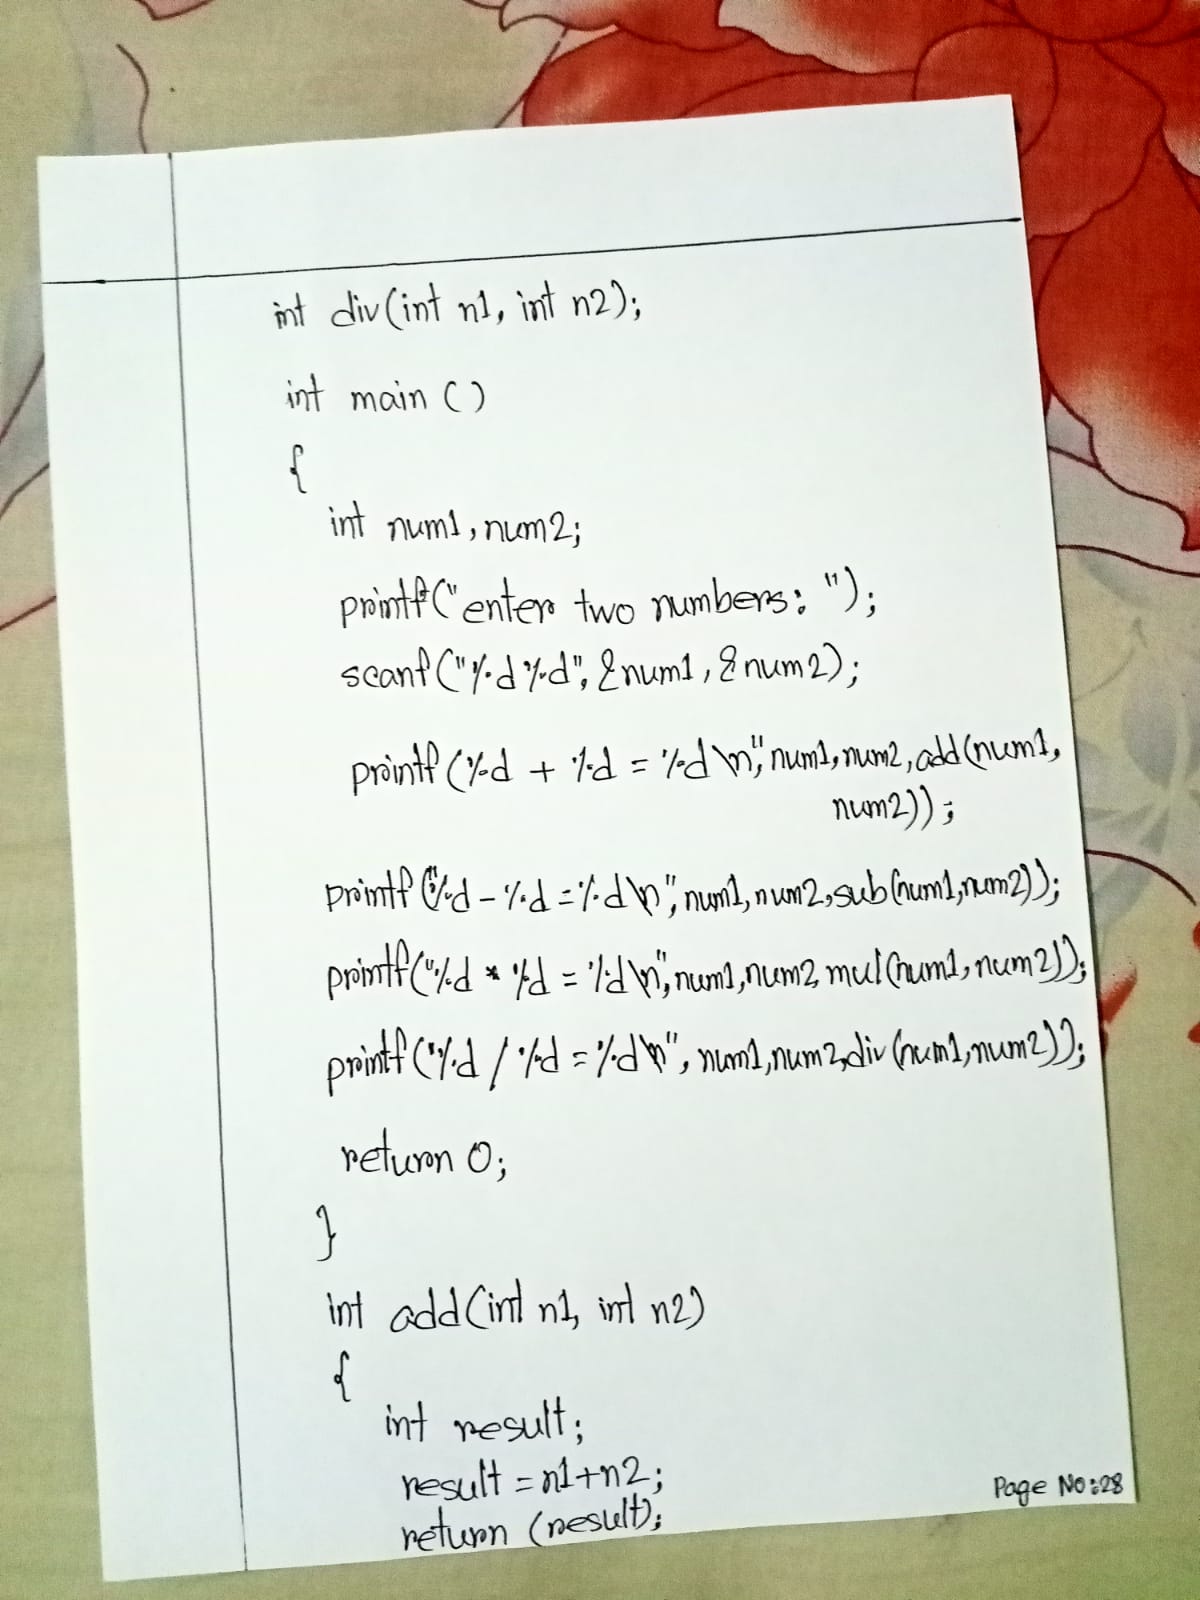 int div(int n1, int n2);
int main ()
{
int num1, num2;
printf("enter two numbers: ");
scanf("%d %d", &num1, &num2);
printf(%d + %d = %d \n", num1, num2, add(num1,
num2));
printf("%d - %d = %d \n", num1, num2, sub(num1, num2));
printf("%d * %d = %d \n", num1, num2, mul(num1, num2));
printf("%d / %d = %d \n", num1, num2, div(num1, num2));
return 0;
}
int add(int n1, int n2)
{
int result;
result = n1+n2;
return (result);
Page No:28